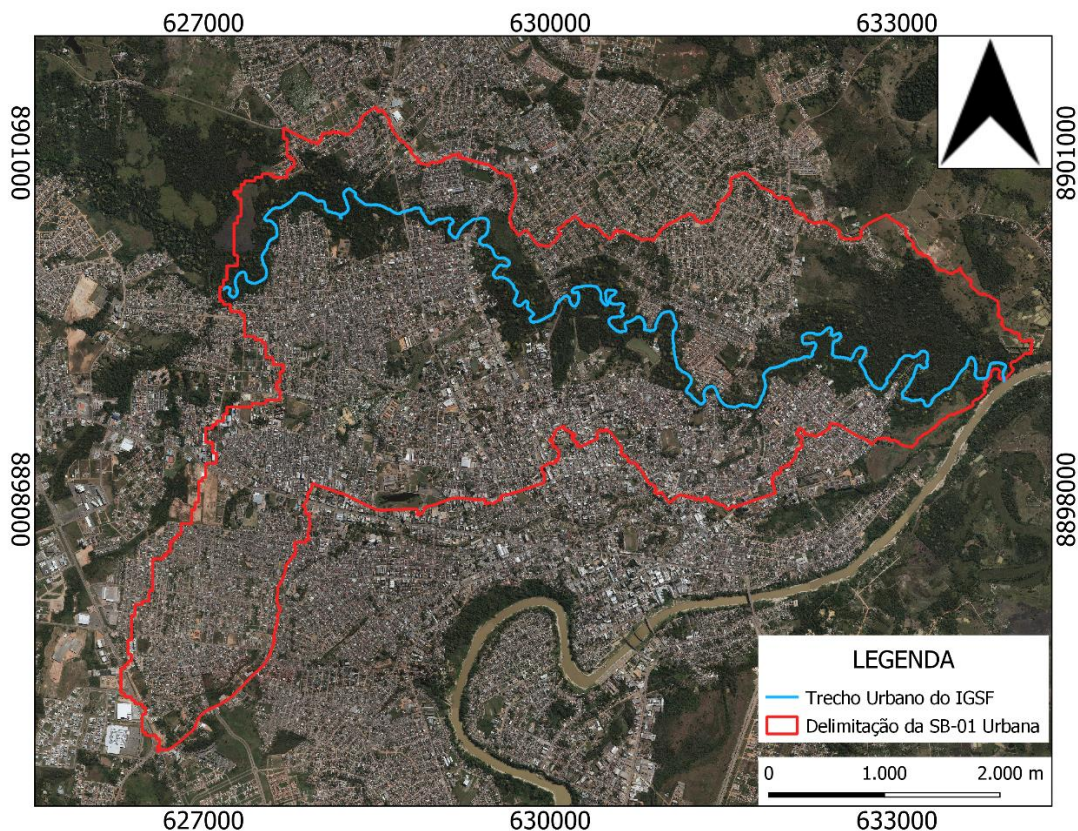 627000 630000 633000
8901000 8901000
8898000 8898000
LEGENDA
Trecho Urbano do IGSF
Delimitação da SB-01 Urbana
0 1.000 2.000 m
627000 630000 633000